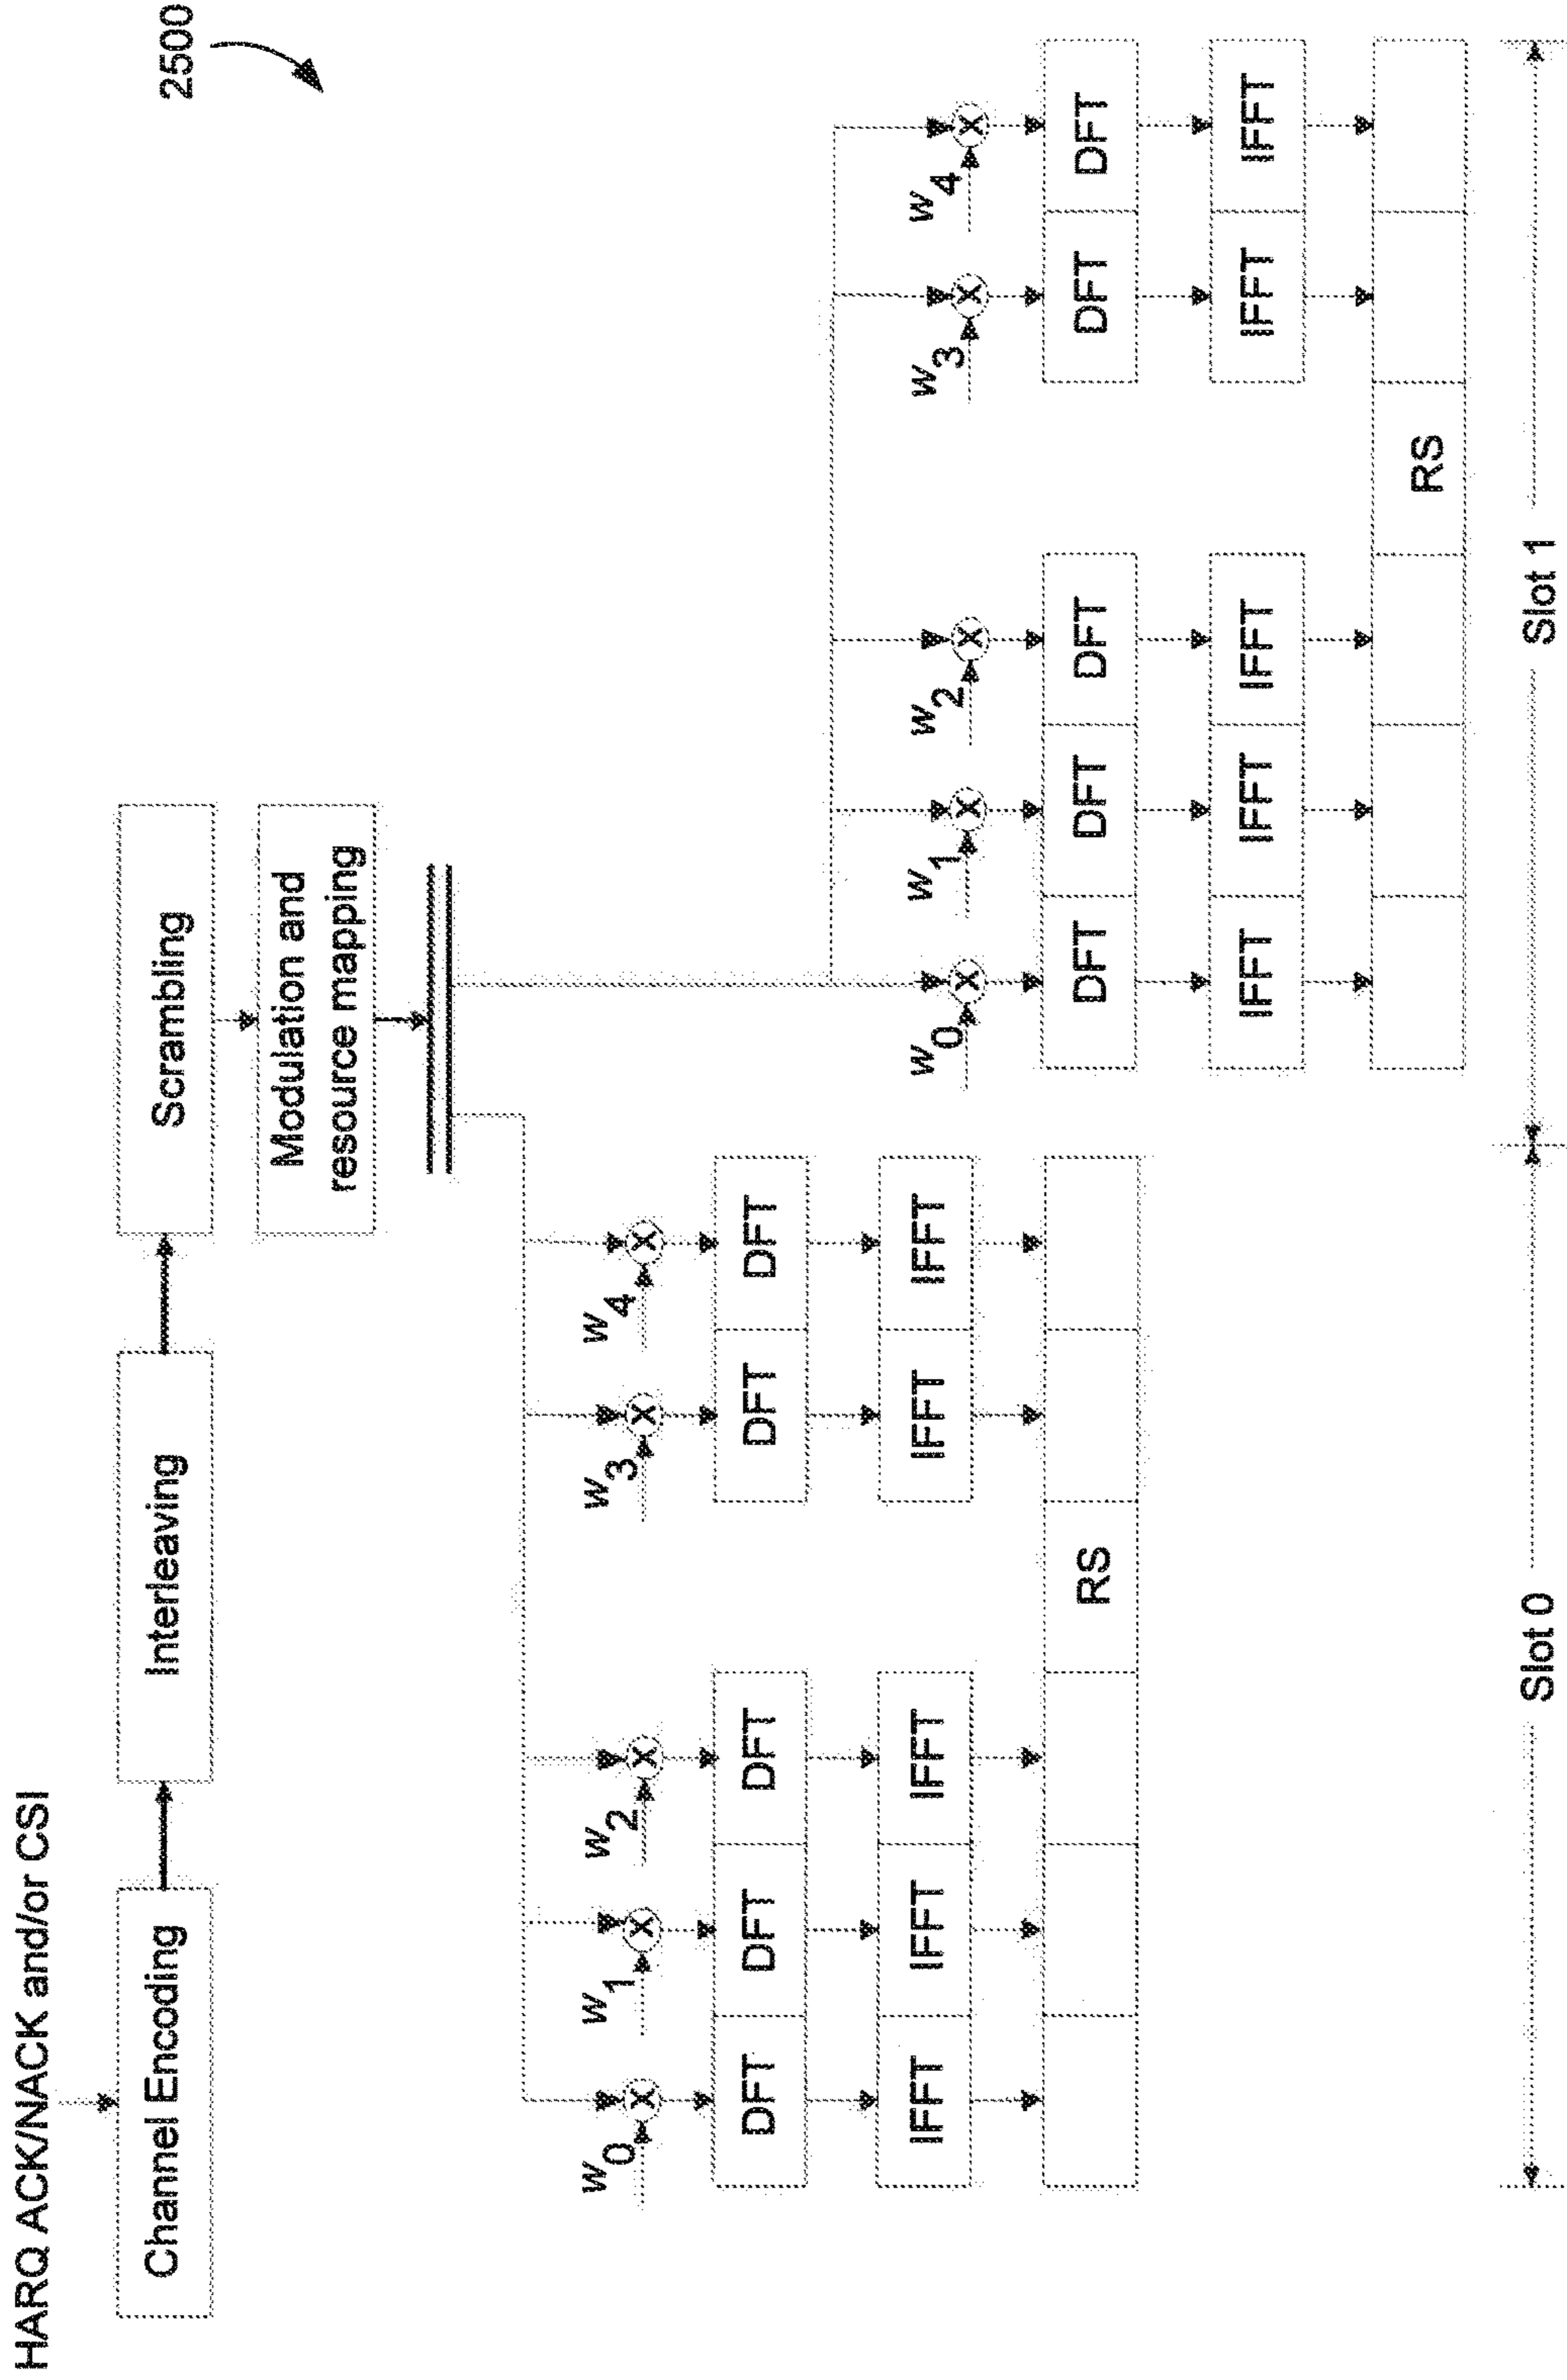 2500
HARQ ACK/NACK and/or CSI
Channel Encoding
Interleaving
Scrambling
Modulation and
resource mapping
w0
w1
w2
w3
w4
DFT
DFT
DFT
DFT
DFT
IFFT
IFFT
IFFT
IFFT
IFFT
RS
w0
w1
w2
w3
w4
DFT
DFT
DFT
DFT
DFT
IFFT
IFFT
IFFT
IFFT
IFFT
RS
Slot 0
Slot 1